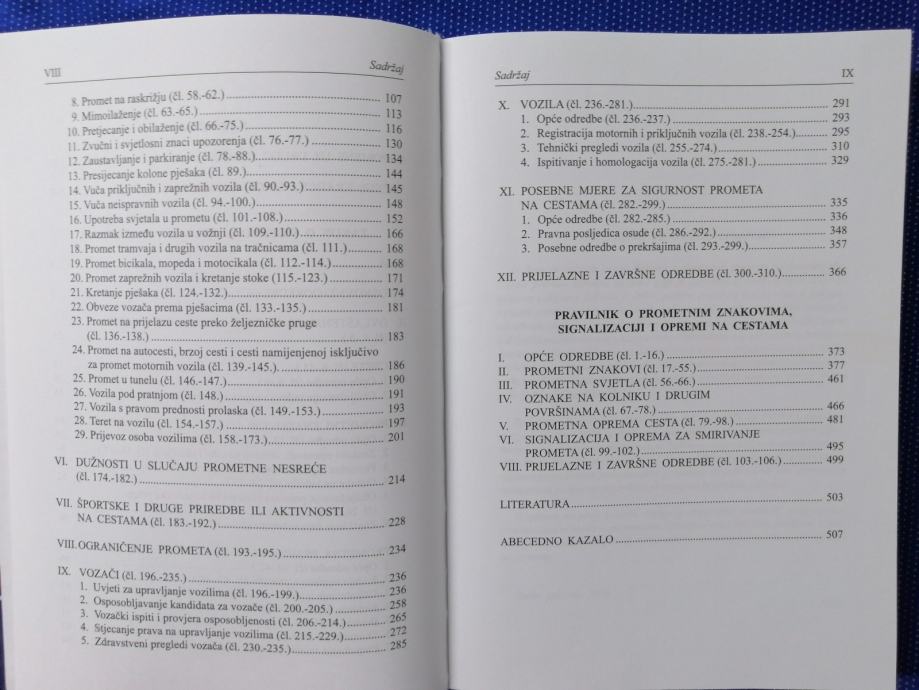 VIII Sadržaj
8. Promet na raskrižju (čl. 58.-62.) 107
9. Mimoilaženje (čl. 63.-65.) 113
10. Pretjecanje i obilaženje (čl. 66.-75.) 116
11. Zvučni i svjetlosni znaci upozorenja (čl. 76.-77.) 130
12. Zaustavljanje i parkiranje (čl. 78.-88.) 134
13. Presijecanje kolone pješaka (čl. 89.) 144
14. Vuča priključnih i zaprežnih vozila (čl. 90.-93.) 145
15. Vuča neispravnih vozila (čl. 94.-100.) 148
16. Upotreba svjetala u prometu (čl. 101.-108.) 152
17. Razmak između vozila u vožnji (čl. 109.-110.) 166
18. Promet tramvaja i drugih vozila na tračnicama (čl. 111.) 168
19. Promet bicikala, mopeda i motocikala (čl. 112.-114.) 168
20. Promet zaprežnih vozila i kretanje stoke (115.-123.) 171
21. Kretanje pješaka (čl. 124.-132.) 174
22. Obveze vozača prema pješacima (čl. 133.-135.) 181
23. Promet na prijelazu ceste preko željezničke pruge
(čl. 136.-138.) 183
24. Promet na autocesti, brzoj cesti i cesti namijenjenoj isključivo
za promet motornih vozila (čl. 139.-145.) 186
25. Promet u tunelu (čl. 146.-147.) 190
26. Vozila pod pratnjom (čl. 148.) 191
27. Vozila s pravom prednosti prolaska (čl. 149.-153.) 193
28. Teret na vozilu (čl. 154.-157.) 197
29. Prijevoz osoba vozilima (čl. 158.-173.) 201
VI. DUŽNOSTI U SLUČAJU PROMETNE NESREĆE
(čl. 174.-182.) 214
VII. ŠPORTSKE I DRUGE PRIREDBE ILI AKTIVNOSTI
NA CESTAMA (čl. 183.-192.) 228
VIII. OGRANIČENJE PROMETA (čl. 193.-195.) 234
IX. VOZAČI (čl. 196.-235.) 236
1. Uvjeti za upravljanje vozilima (čl. 196.-199.) 236
2. Osposobljavanje kandidata za vozače (čl. 200.-205.) 258
3. Vozački ispiti i provjera osposobljenosti (čl. 206.-214.) 265
4. Stjecanje prava na upravljanje vozilima (čl. 215.-229.) 272
5. Zdravstveni pregledi vozača (čl. 230.-235.) 285
Sadržaj IX
X. VOZILA (čl. 236.-281.) 291
1. Opće odredbe (čl. 236.-237.) 293
2. Registracija motornih i priključnih vozila (čl. 238.-254.) 295
3. Tehnički pregledi vozila (čl. 255.-274.) 310
4. Ispitivanje i homologacija vozila (čl. 275.-281.) 329
XI. POSEBNE MJERE ZA SIGURNOST PROMETA
NA CESTAMA (čl. 282.-299.) 335
1. Opće odredbe (čl. 282.-285.) 336
2. Pravna posljedica osude (čl. 286.-292.) 348
3. Posebne odredbe o prekršajima (čl. 293.-299.) 357
XII. PRIJELAZNE I ZAVRŠNE ODREDBE (čl. 300.-310.) 366
PRAVILNIK O PROMETNIM ZNAKOVIMA,
SIGNALIZACIJI I OPREMI NA CESTAMA
I. OPĆE ODREDBE (čl. 1.-16.) 373
II. PROMETNI ZNAKOVI (čl. 17.-55.) 377
III. PROMETNA SVJETLA (čl. 56.-66.) 461
IV. OZNAKE NA KOLNIKU I DRUGIM
POVRŠINAMA (čl. 67.-78.) 466
V. PROMETNA OPREMA CESTA (čl. 79.-98.) 481
VI. SIGNALIZACIJA I OPREMA ZA SMIRIVANJE
PROMETA (čl. 99.-102.) 495
VIII. PRIJELAZNE I ZAVRŠNE ODREDBE (čl. 103.-106.) 499
LITERATURA 503
ABECEDNO KAZALO 507